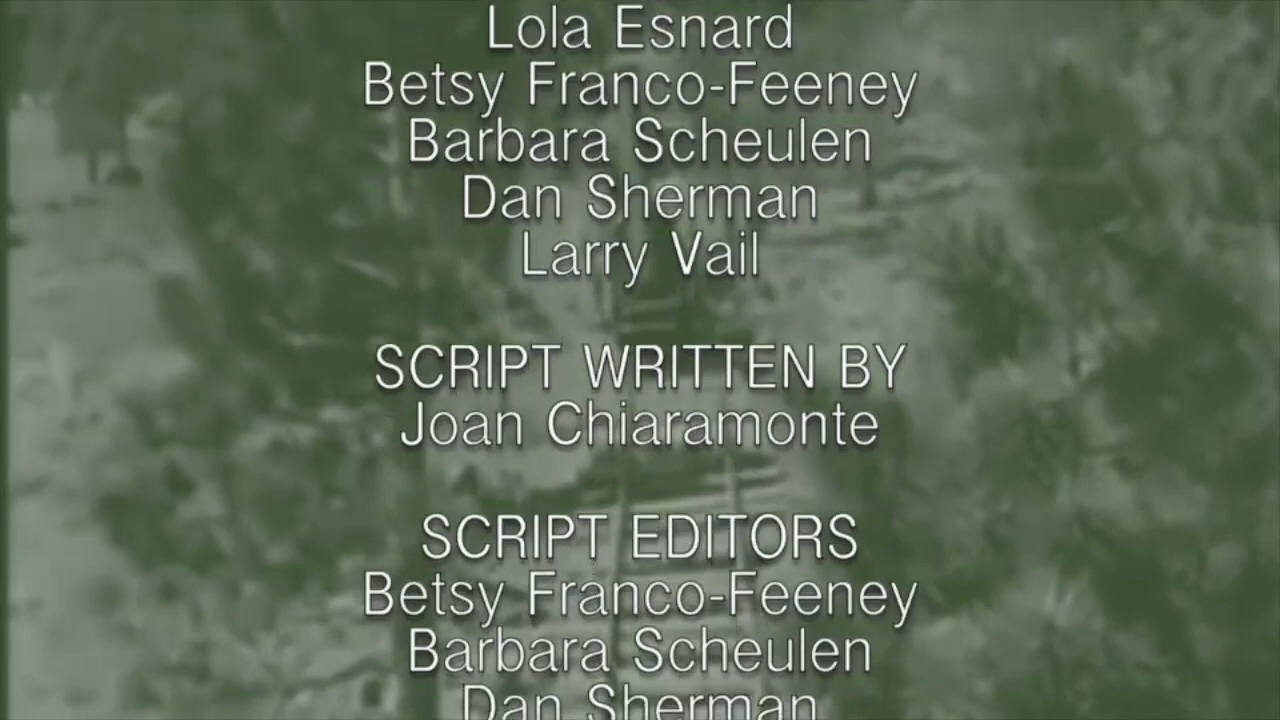 Lola Esnard
Betsy Franco-Feeney
Barbara Scheulen
Dan Sherman
Larry Vail
SCRIPT WRITTEN BY
Joan Chiaramonte
SCRIPT EDITORS
Betsy Franco-Feeney
Barbara Scheulen
Dan Sherman